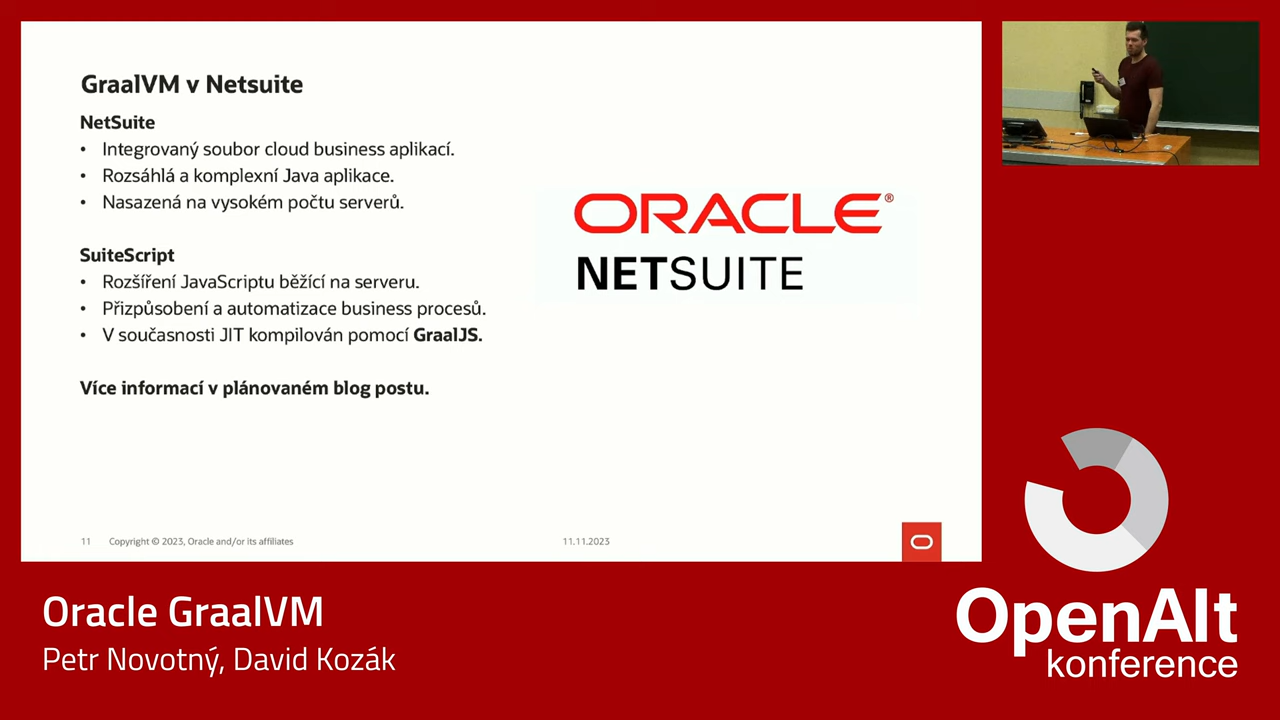 GraalVM v Netsuite
NetSuite
• Integrovaný soubor cloud business aplikací.
• Rozsáhlá a komplexní Java aplikace.
• Nasazená na vysokém počtu serverů.
SuiteScript
• Rozšíření JavaScriptu běžící na serveru.
• Přizpůsobení a automatizace business procesů.
• V současnosti JIT kompilován pomocí GraalJS.
Více informací v plánovaném blog postu.
ORACLE®
NETSUITE
11 Copyright © 2023, Oracle and/or its affiliates 11.11.2023
Oracle GraalVM
Petr Novotný, David Kozák
OpenAlt
konference